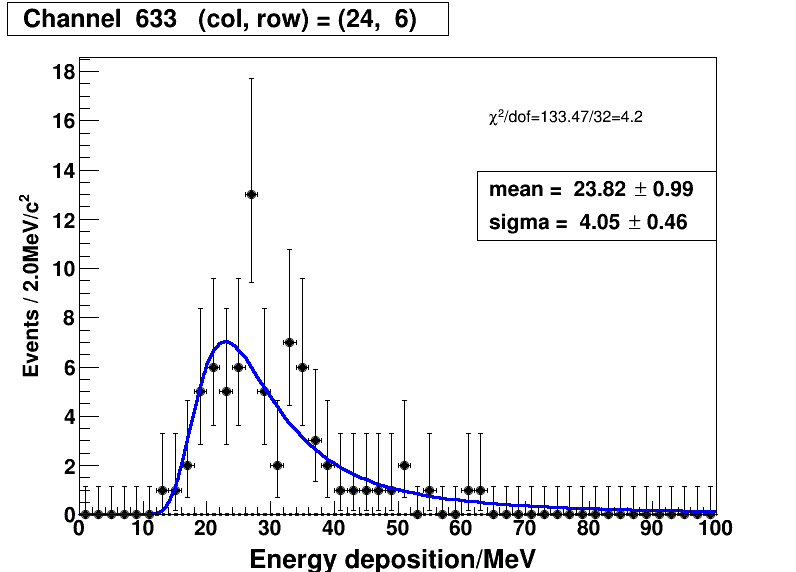 Channel 633 (col, row) = (24, 6)
χ²/dof=133.47/32=4.2
mean = 23.82 ± 0.99
sigma = 4.05 ± 0.46
Events / 2.0MeV/c²
18
16
14
12
10
8
6
4
2
0
0 10 20 30 40 50 60 70 80 90 100
Energy deposition/MeV